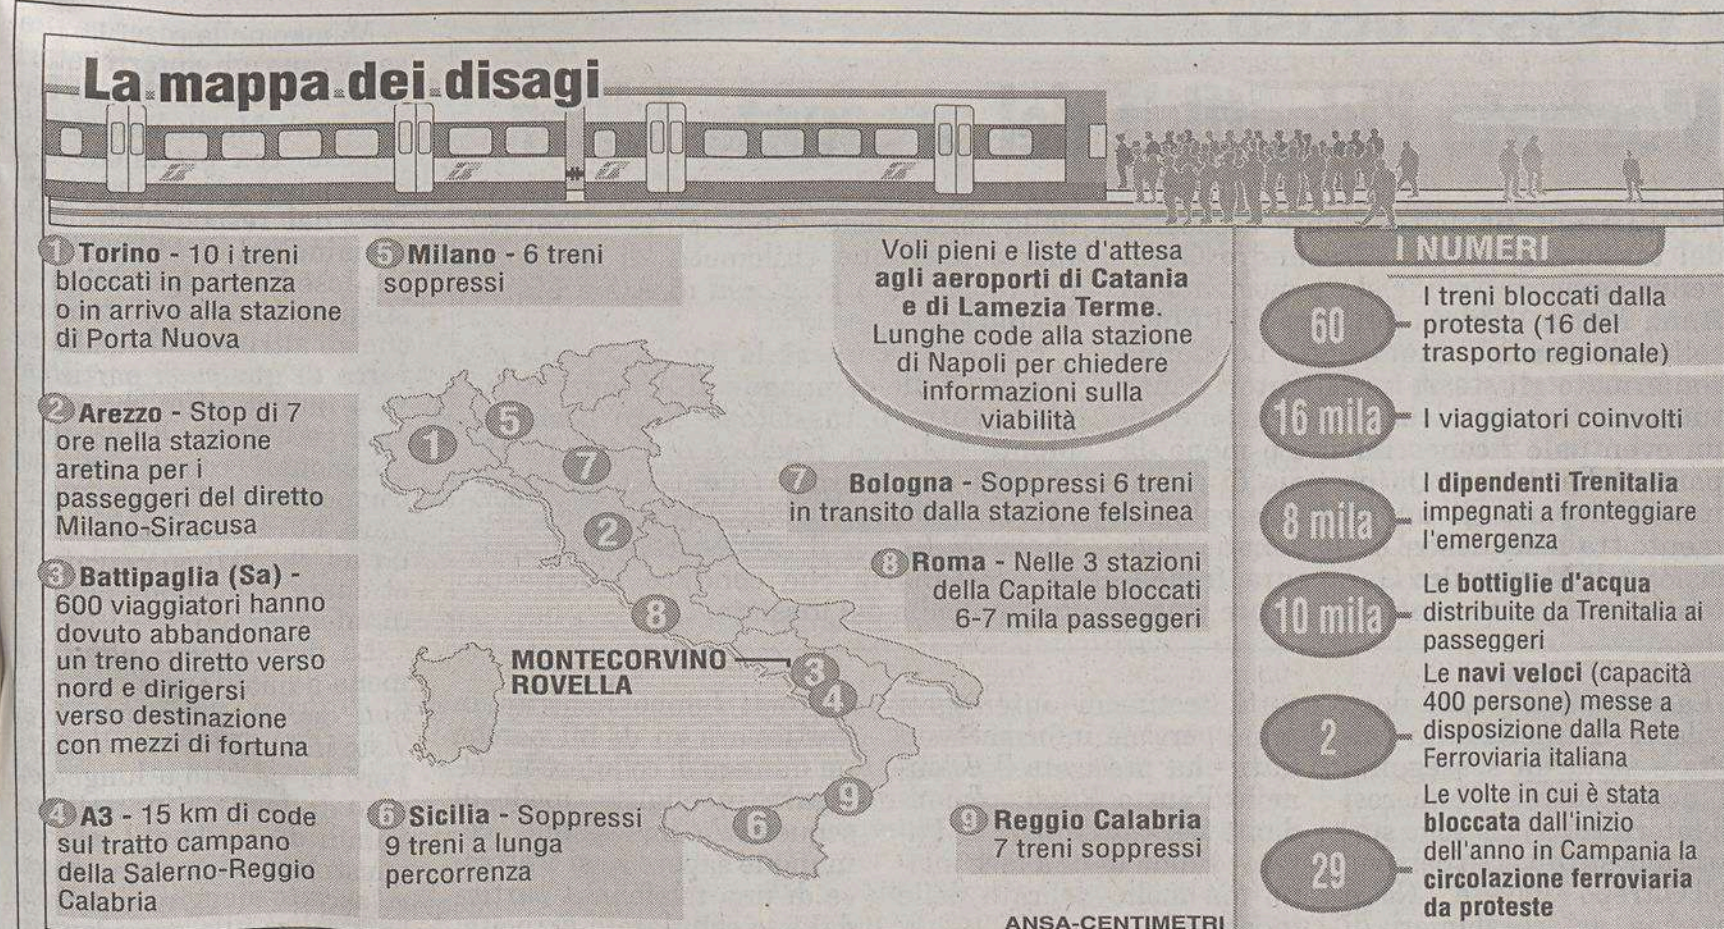 La mappa dei disagi
1 Torino - 10 i treni
bloccati in partenza
o in arrivo alla stazione
di Porta Nuova
2 Arezzo - Stop di 7
ore nella stazione
aretina per i
passeggeri del diretto
Milano-Siracusa
3 Battipaglia (Sa) -
600 viaggiatori hanno
dovuto abbandonare
un treno diretto verso
nord e dirigersi
verso destinazione
con mezzi di fortuna
4 A3 - 15 km di code
sul tratto campano
della Salerno-Reggio
Calabria
5 Milano - 6 treni
soppressi
1
5
7
2
8
MONTECORVINO
ROVELLA
3
4
9
6
6 Sicilia - Soppressi
9 treni a lunga
percorrenza
Voli pieni e liste d'attesa
agli aeroporti di Catania
e di Lamezia Terme.
Lunghe code alla stazione
di Napoli per chiedere
informazioni sulla
viabilità
7 Bologna - Soppressi 6 treni
in transito dalla stazione felsinea
8 Roma - Nelle 3 stazioni
della Capitale bloccati
6-7 mila passeggeri
9 Reggio Calabria
7 treni soppressi
ANSA-CENTIMETRI
I NUMERI
60
I treni bloccati dalla
protesta (16 del
trasporto regionale)
16 mila
I viaggiatori coinvolti
8 mila
I dipendenti Trenitalia
impegnati a fronteggiare
l'emergenza
10 mila
Le bottiglie d'acqua
distribuite da Trenitalia ai
passeggeri
2
Le navi veloci (capacità
400 persone) messe a
disposizione dalla Rete
Ferroviaria italiana
29
Le volte in cui è stata
bloccata dall'inizio
dell'anno in Campania la
circolazione ferroviaria
da proteste